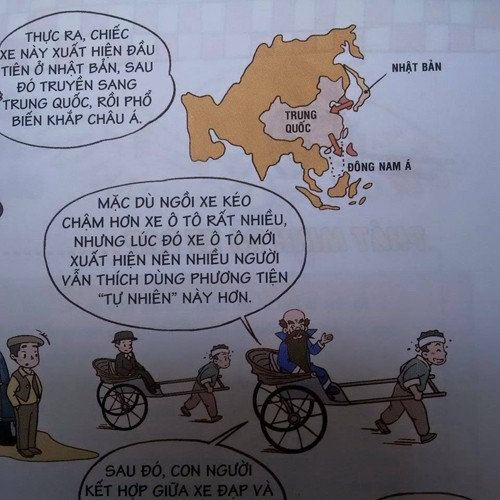 THỰC RA, CHIẾC
XE NÀY XUẤT HIỆN ĐẦU
TIÊN Ở NHẬT BẢN, SAU
ĐÓ TRUYỀN SANG
TRUNG QUỐC, RỒI PHỔ
BIẾN KHẮP CHÂU Á.
NHẬT BẢN
TRUNG
QUỐC
ĐÔNG NAM Á
MẶC DÙ NGỒI XE KÉO
CHẬM HƠN XE Ô TÔ RẤT NHIỀU,
NHƯNG LÚC ĐÓ XE Ô TÔ MỚI
XUẤT HIỆN NÊN NHIỀU NGƯỜI
VẪN THÍCH DÙNG PHƯƠNG TIỆN
"TỰ NHIÊN" NÀY HƠN.
SAU ĐÓ, CON NGƯỜI
KẾT HỢP GIỮA XE ĐẠP VÀ